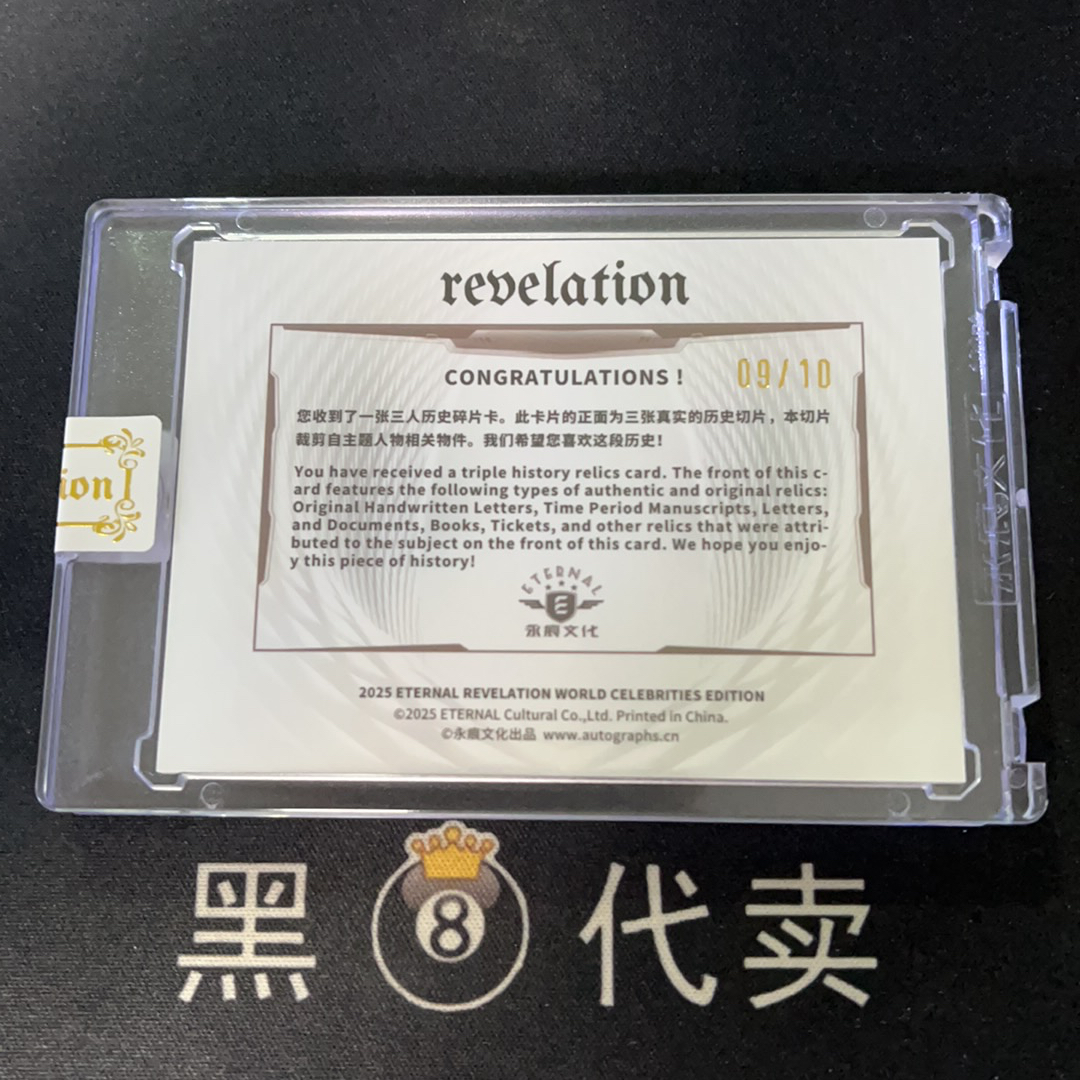 revelation
CONGRATULATIONS !
09/10
您收到了一张三人历史碎片卡。此卡片的正面为三张真实的历史切片，本切片
裁剪自主题人物相关物件。我们希望您喜欢这段历史！
You have received a triple history relics card. The front of this c-
ard features the following types of authentic and original relics:
Original Handwritten Letters, Time Period Manuscripts, Letters,
and Documents, Books, Tickets, and other relics that were attri-
buted to the subject on the front of this card. We hope you enjo-
y this piece of history!
ion
ETERNAL
永痕文化
2025 ETERNAL REVELATION WORLD CELEBRITIES EDITION
©2025 ETERNAL Cultural Co.,Ltd. Printed in China.
©永痕文化出品 www.autographs.cn
黑 8 代卖